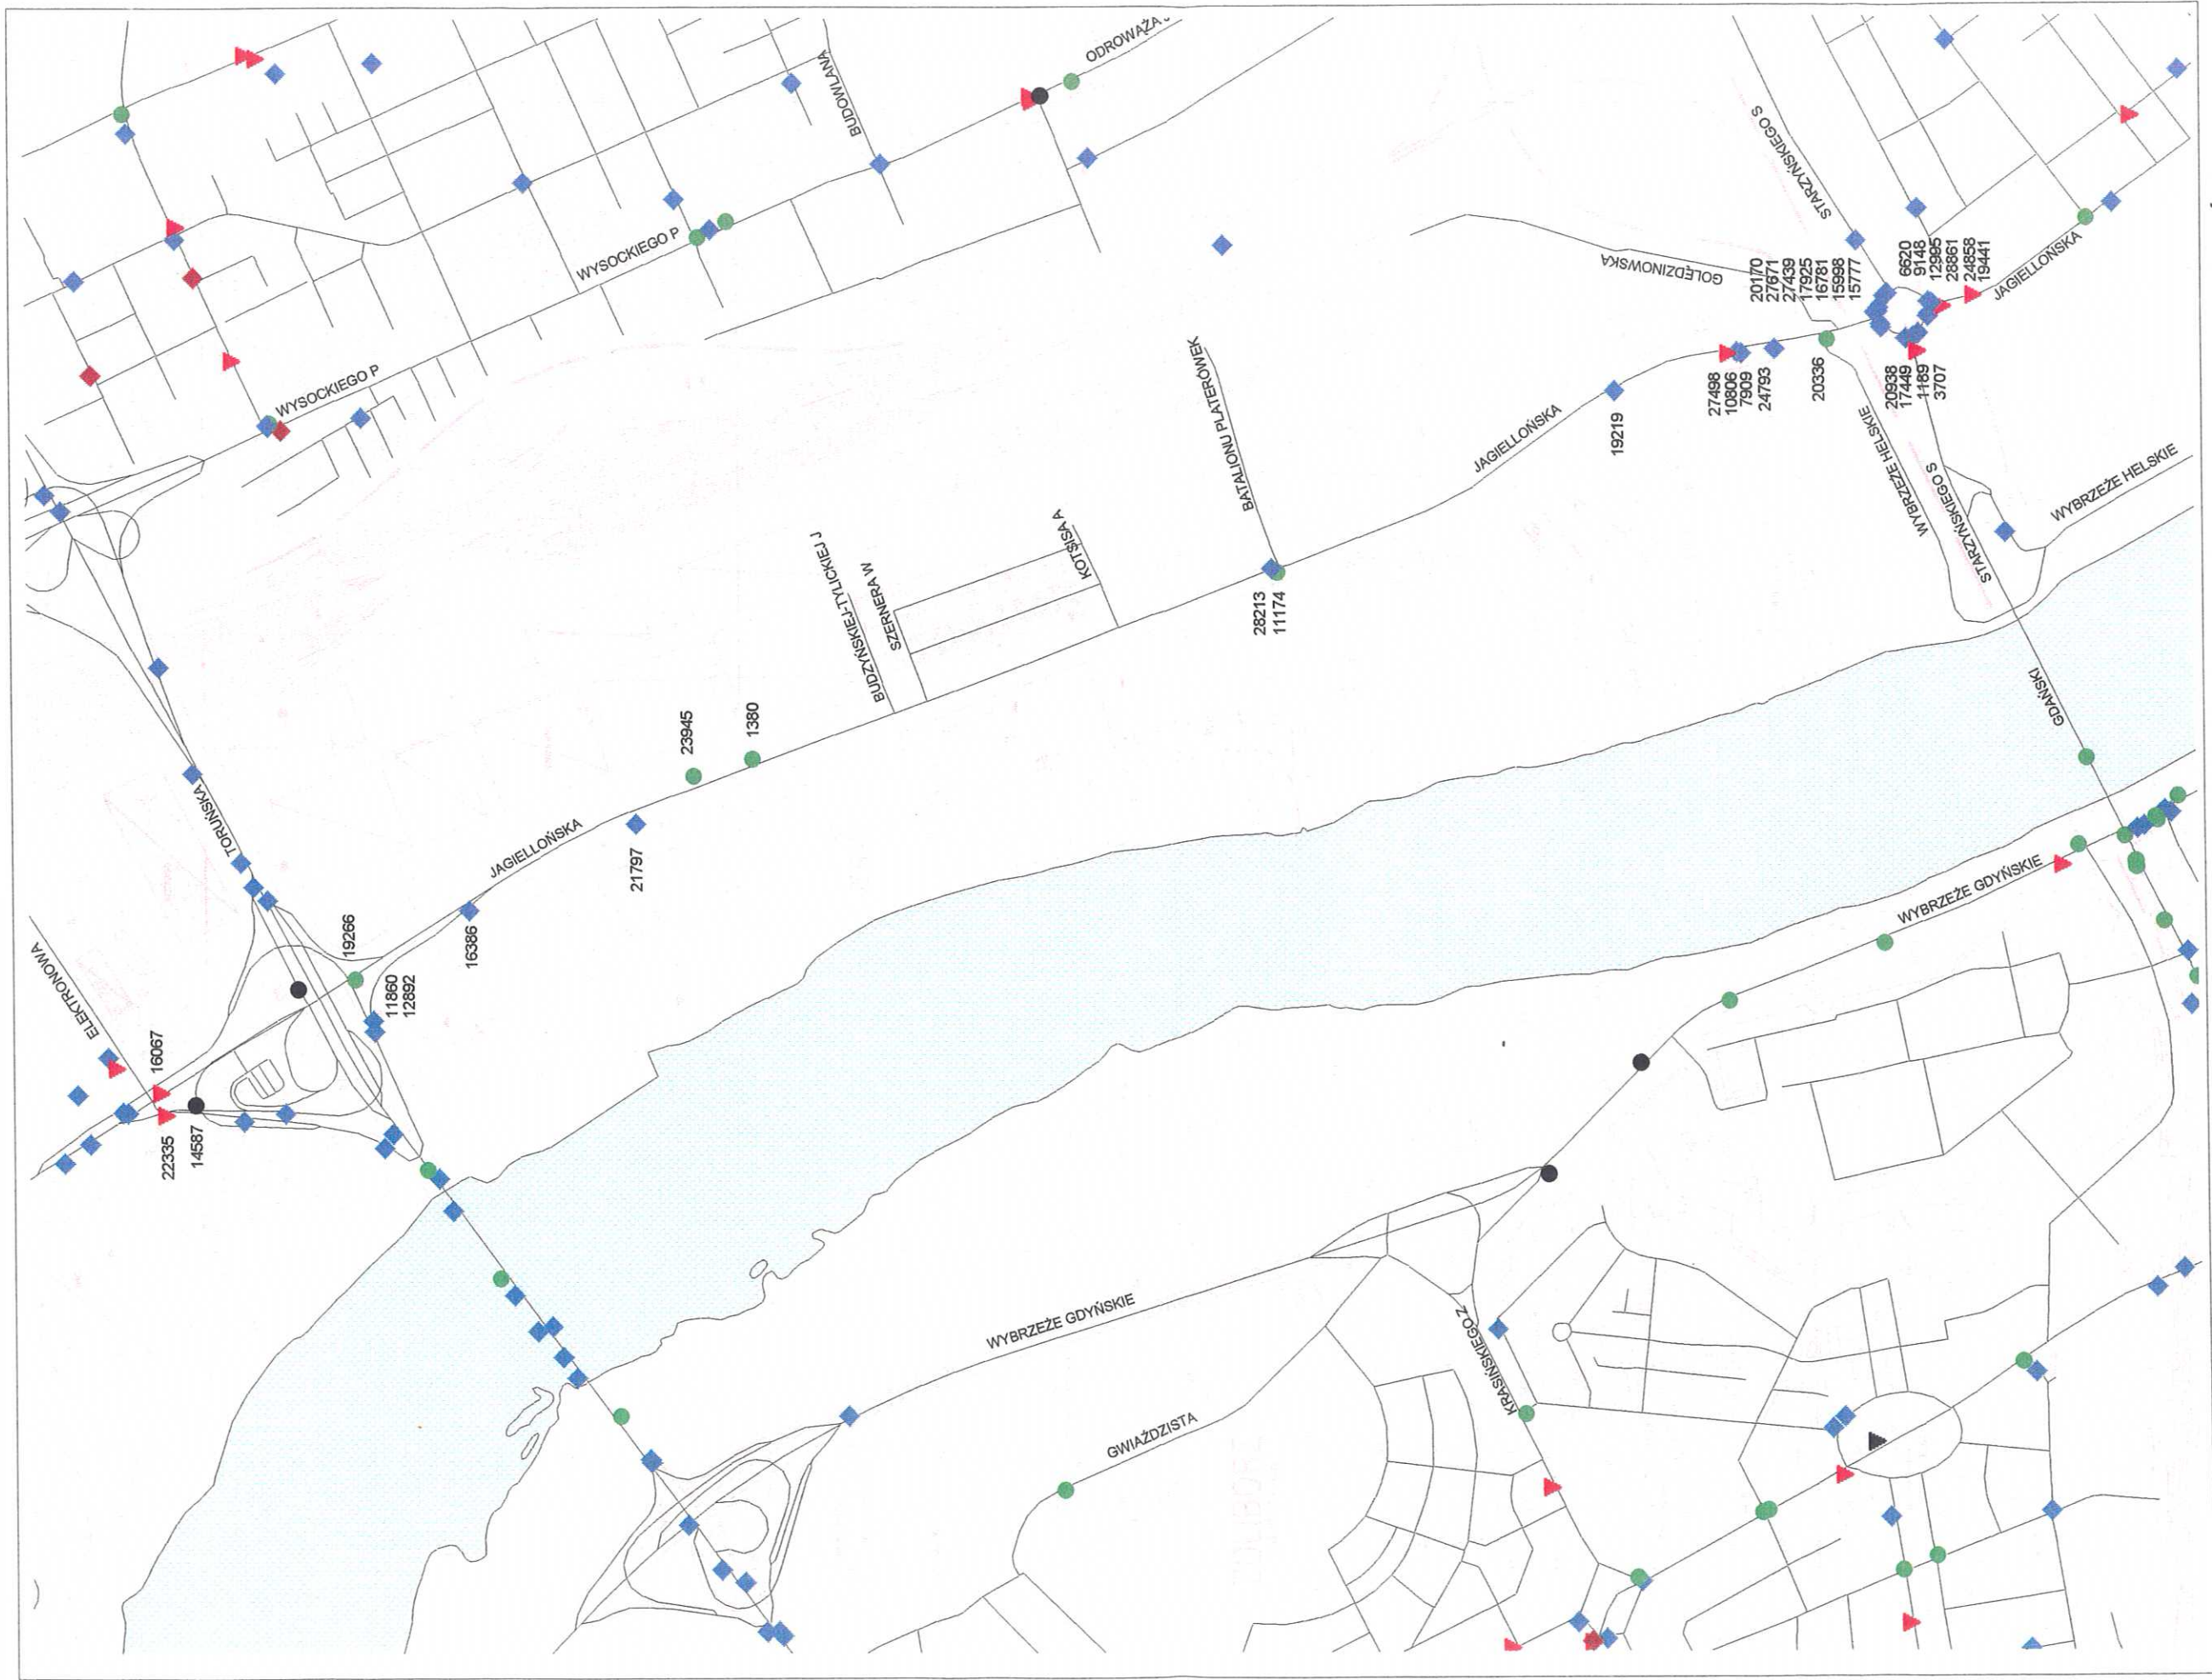 ODROWĄŻA
BUDOWLANA
WYSOCKIEGO P
WYSOCKIEGO P
STARZYŃSKIEGO S
GOLĘDZINOWSKA
20170
27671
27439
17925
16781
15998
15777
6620
9148
12995
28861
24858
19441
JAGIELLOŃSKA
27498
10806
7909
24793
20336
20938
17449
1189
3707
19219
JAGIELLOŃSKA
BATALIONU PLATERÓWEK
WYBRZEŻE HELSKIE
STARZYŃSKIEGO S
WYBRZEŻE HELSKIE
KOTSISA A
BUDZYŃSKIEJ-TYLICKIEJ J
SZERNERA W
28213
11174
GDAŃSKI
23945
1380
TORUŃSKA
JAGIELLOŃSKA
21797
16386
19266
11860
12892
ELEKTRONOWA
16067
22335
14587
WYBRZEŻE GDYŃSKIE
WYBRZEŻE GDYŃSKIE
KRASIŃSKIEGO Z
GWIAŹDZISTA